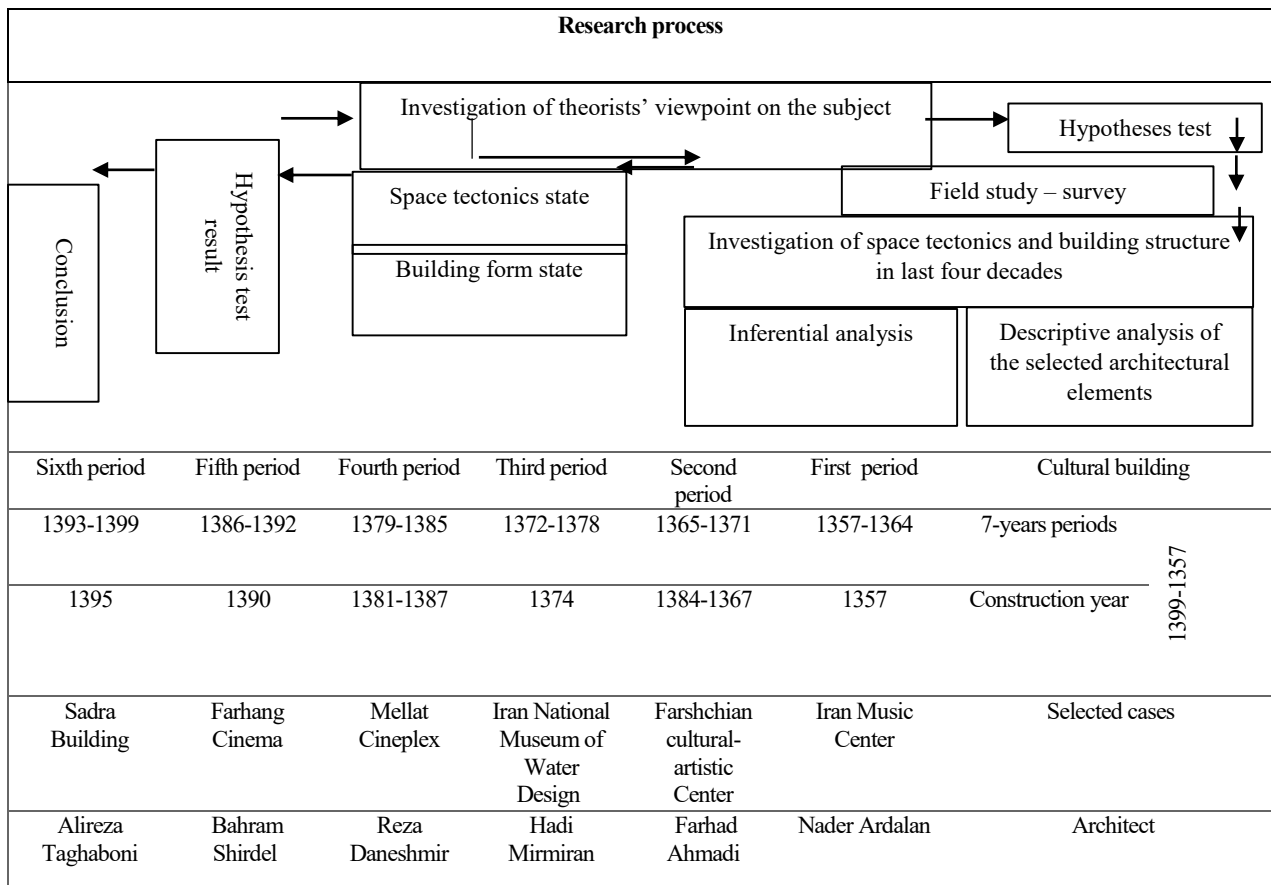 Research process
Investigation of theorists' viewpoint on the subject
Hypotheses test
Hypothesis test
result
Space tectonics state
Field study – survey
Conclusion
Building form state
Investigation of space tectonics and building structure
in last four decades
Inferential analysis
Descriptive analysis of
the selected architectural
elements
Sixth period Fifth period Fourth period Third period Second
period First period Cultural building
1393-1399 1386-1392 1379-1385 1372-1378 1365-1371 1357-1364 7-years periods
1399-1357
1395 1390 1381-1387 1374 1384-1367 1357 Construction year
Sadra
Building
Farhang
Cinema
Mellat
Cineplex
Iran National
Museum of
Water
Design
Farshchian
cultural-
artistic
Center
Iran Music
Center
Selected cases
Alireza
Taghaboni
Bahram
Shirdel
Reza
Daneshmir
Hadi
Mirmiran
Farhad
Ahmadi
Nader Ardalan
Architect